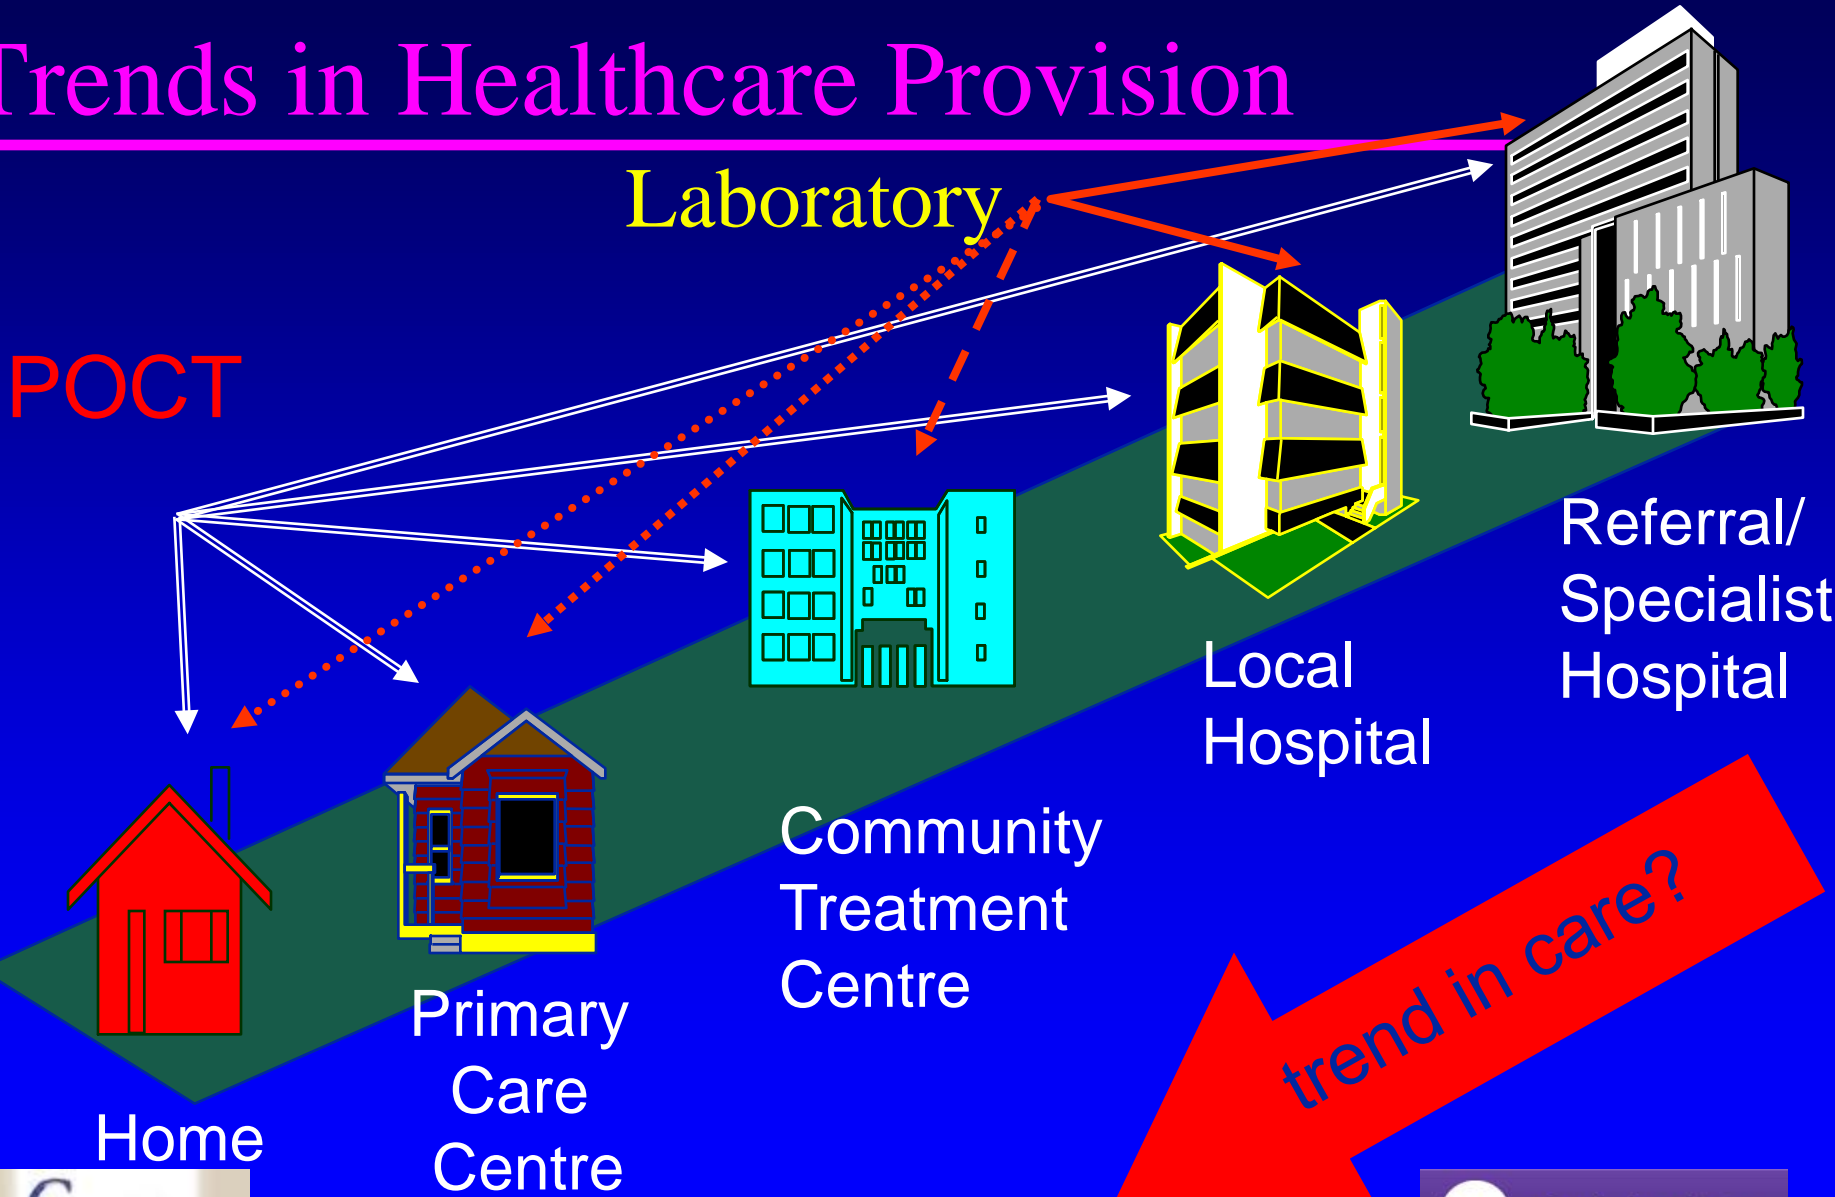 Trends in Healthcare Provision
Laboratory
POCT
Referral/
Specialist
Hospital
Local
Hospital
Community
Treatment
Centre
Primary
Care
Centre
Home
trend in care?